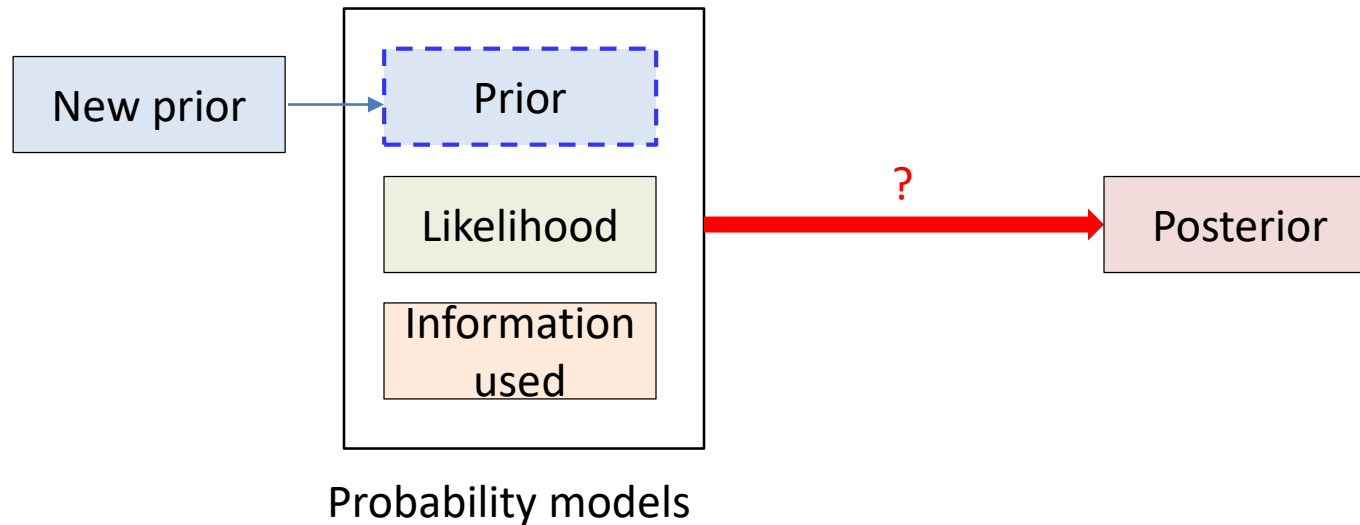 New prior
Prior
?
Likelihood
Posterior
Information
used
Probability models